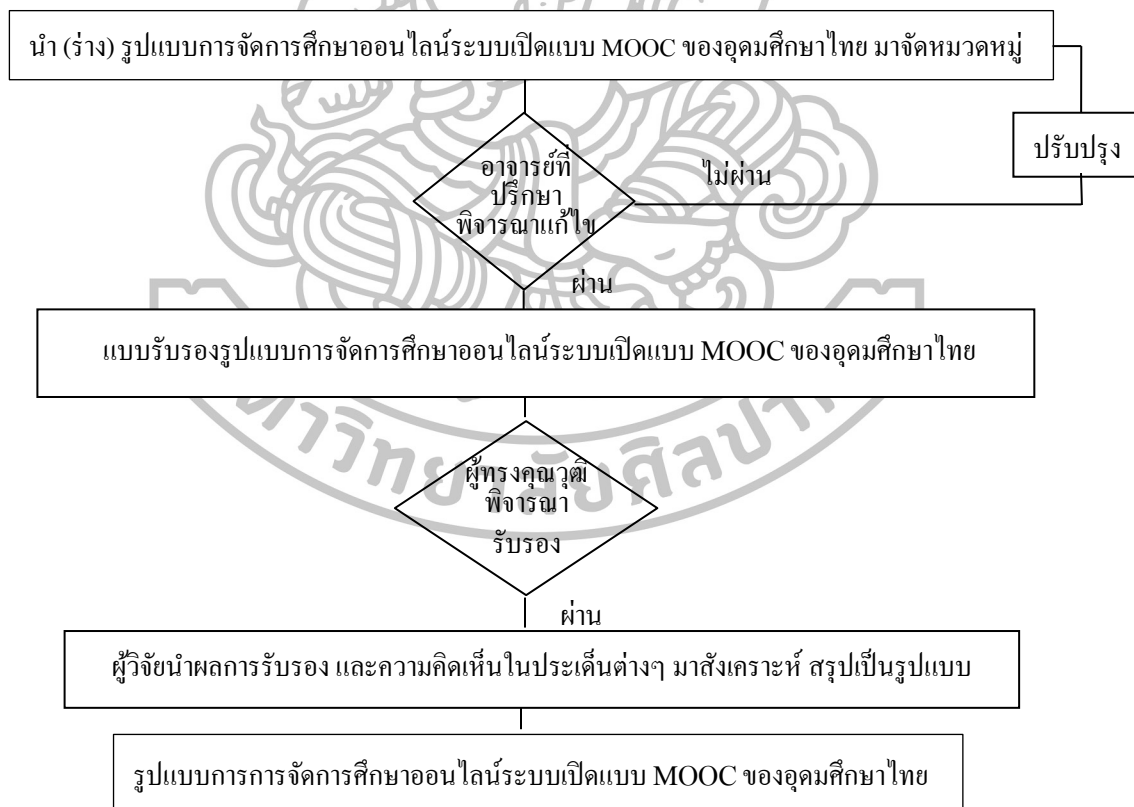 นำ (ร่าง) รูปแบบการจัดการศึกษาออนไลน์ระบบเปิดแบบ MOOC ของอุดมศึกษาไทย มาจัดหมวดหมู่
ปรับปรุง
อาจารย์ที่
ปรึกษา
พิจารณาแก้ไข
ไม่ผ่าน
ผ่าน
แบบรับรองรูปแบบการจัดการศึกษาออนไลน์ระบบเปิดแบบ MOOC ของอุดมศึกษาไทย
ผู้ทรงคุณวุฒิ
พิจารณา
รับรอง
ผ่าน
ผู้วิจัยนำผลการรับรอง และความคิดเห็นในประเด็นต่างๆ มาสังเคราะห์ สรุปเป็นรูปแบบ
รูปแบบการการจัดการศึกษาออนไลน์ระบบเปิดแบบ MOOC ของอุดมศึกษาไทย